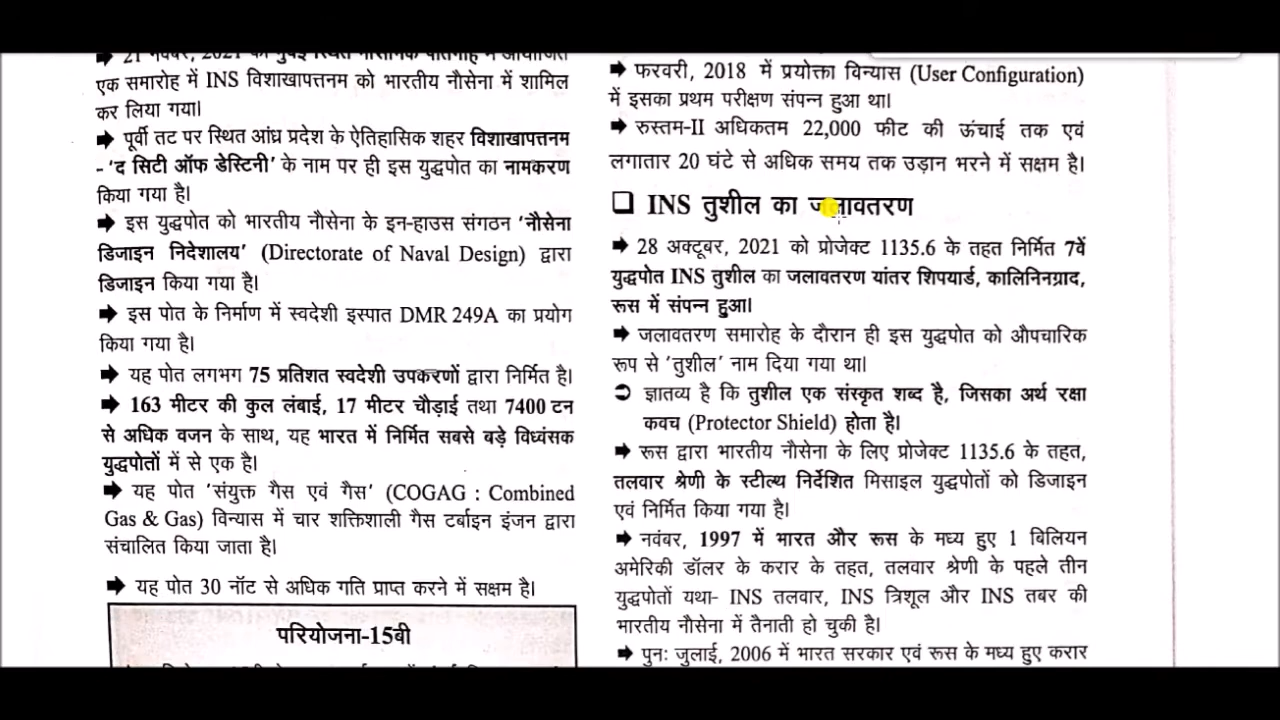 21 नवंबर, 2021 को मुंबई स्थित नौसैनिक पोतगाह में आयोजित
एक समारोह में INS विशाखापत्तनम को भारतीय नौसेना में शामिल
कर लिया गया।
➡ पूर्वी तट पर स्थित आंध्र प्रदेश के ऐतिहासिक शहर विशाखापत्तनम
- 'द सिटी ऑफ डेस्टिनी' के नाम पर ही इस युद्धपोत का नामकरण
किया गया है।
➡ इस युद्धपोत को भारतीय नौसेना के इन-हाउस संगठन 'नौसेना
डिजाइन निदेशालय' (Directorate of Naval Design) द्वारा
डिजाइन किया गया है।
➡ इस पोत के निर्माण में स्वदेशी इस्पात DMR 249A का प्रयोग
किया गया है।
➡ यह पोत लगभग 75 प्रतिशत स्वदेशी उपकरणों द्वारा निर्मित है।
➡ 163 मीटर की कुल लंबाई, 17 मीटर चौड़ाई तथा 7400 टन
से अधिक वजन के साथ, यह भारत में निर्मित सबसे बड़े विध्वंसक
युद्धपोतों में से एक है।
➡ यह पोत 'संयुक्त गैस एवं गैस' (COGAG : Combined
Gas & Gas) विन्यास में चार शक्तिशाली गैस टर्बाइन इंजन द्वारा
संचालित किया जाता है।
➡ यह पोत 30 नॉट से अधिक गति प्राप्त करने में सक्षम है।
परियोजना-15बी
➡ फरवरी, 2018 में प्रयोक्ता विन्यास (User Configuration)
में इसका प्रथम परीक्षण संपन्न हुआ था।
➡ रुस्तम-II अधिकतम 22,000 फीट की ऊंचाई तक एवं
लगातार 20 घंटे से अधिक समय तक उड़ान भरने में सक्षम है।
❑ INS तुशील का जलावतरण
➡ 28 अक्टूबर, 2021 को प्रोजेक्ट 1135.6 के तहत निर्मित 7वें
युद्धपोत INS तुशील का जलावतरण यांतर शिपयार्ड, कालिनिनग्राद,
रूस में संपन्न हुआ।
➡ जलावतरण समारोह के दौरान ही इस युद्धपोत को औपचारिक
रूप से 'तुशील' नाम दिया गया था।
➲ ज्ञातव्य है कि तुशील एक संस्कृत शब्द है, जिसका अर्थ रक्षा
कवच (Protector Shield) होता है।
➡ रूस द्वारा भारतीय नौसेना के लिए प्रोजेक्ट 1135.6 के तहत,
तलवार श्रेणी के स्टील्थ निर्देशित मिसाइल युद्धपोतों को डिजाइन
एवं निर्मित किया गया है।
➡ नवंबर, 1997 में भारत और रूस के मध्य हुए 1 बिलियन
अमेरिकी डॉलर के करार के तहत, तलवार श्रेणी के पहले तीन
युद्धपोतों यथा- INS तलवार, INS त्रिशूल और INS तबर की
भारतीय नौसेना में तैनाती हो चुकी है।
➡ पुनः जुलाई, 2006 में भारत सरकार एवं रूस के मध्य हुए करार